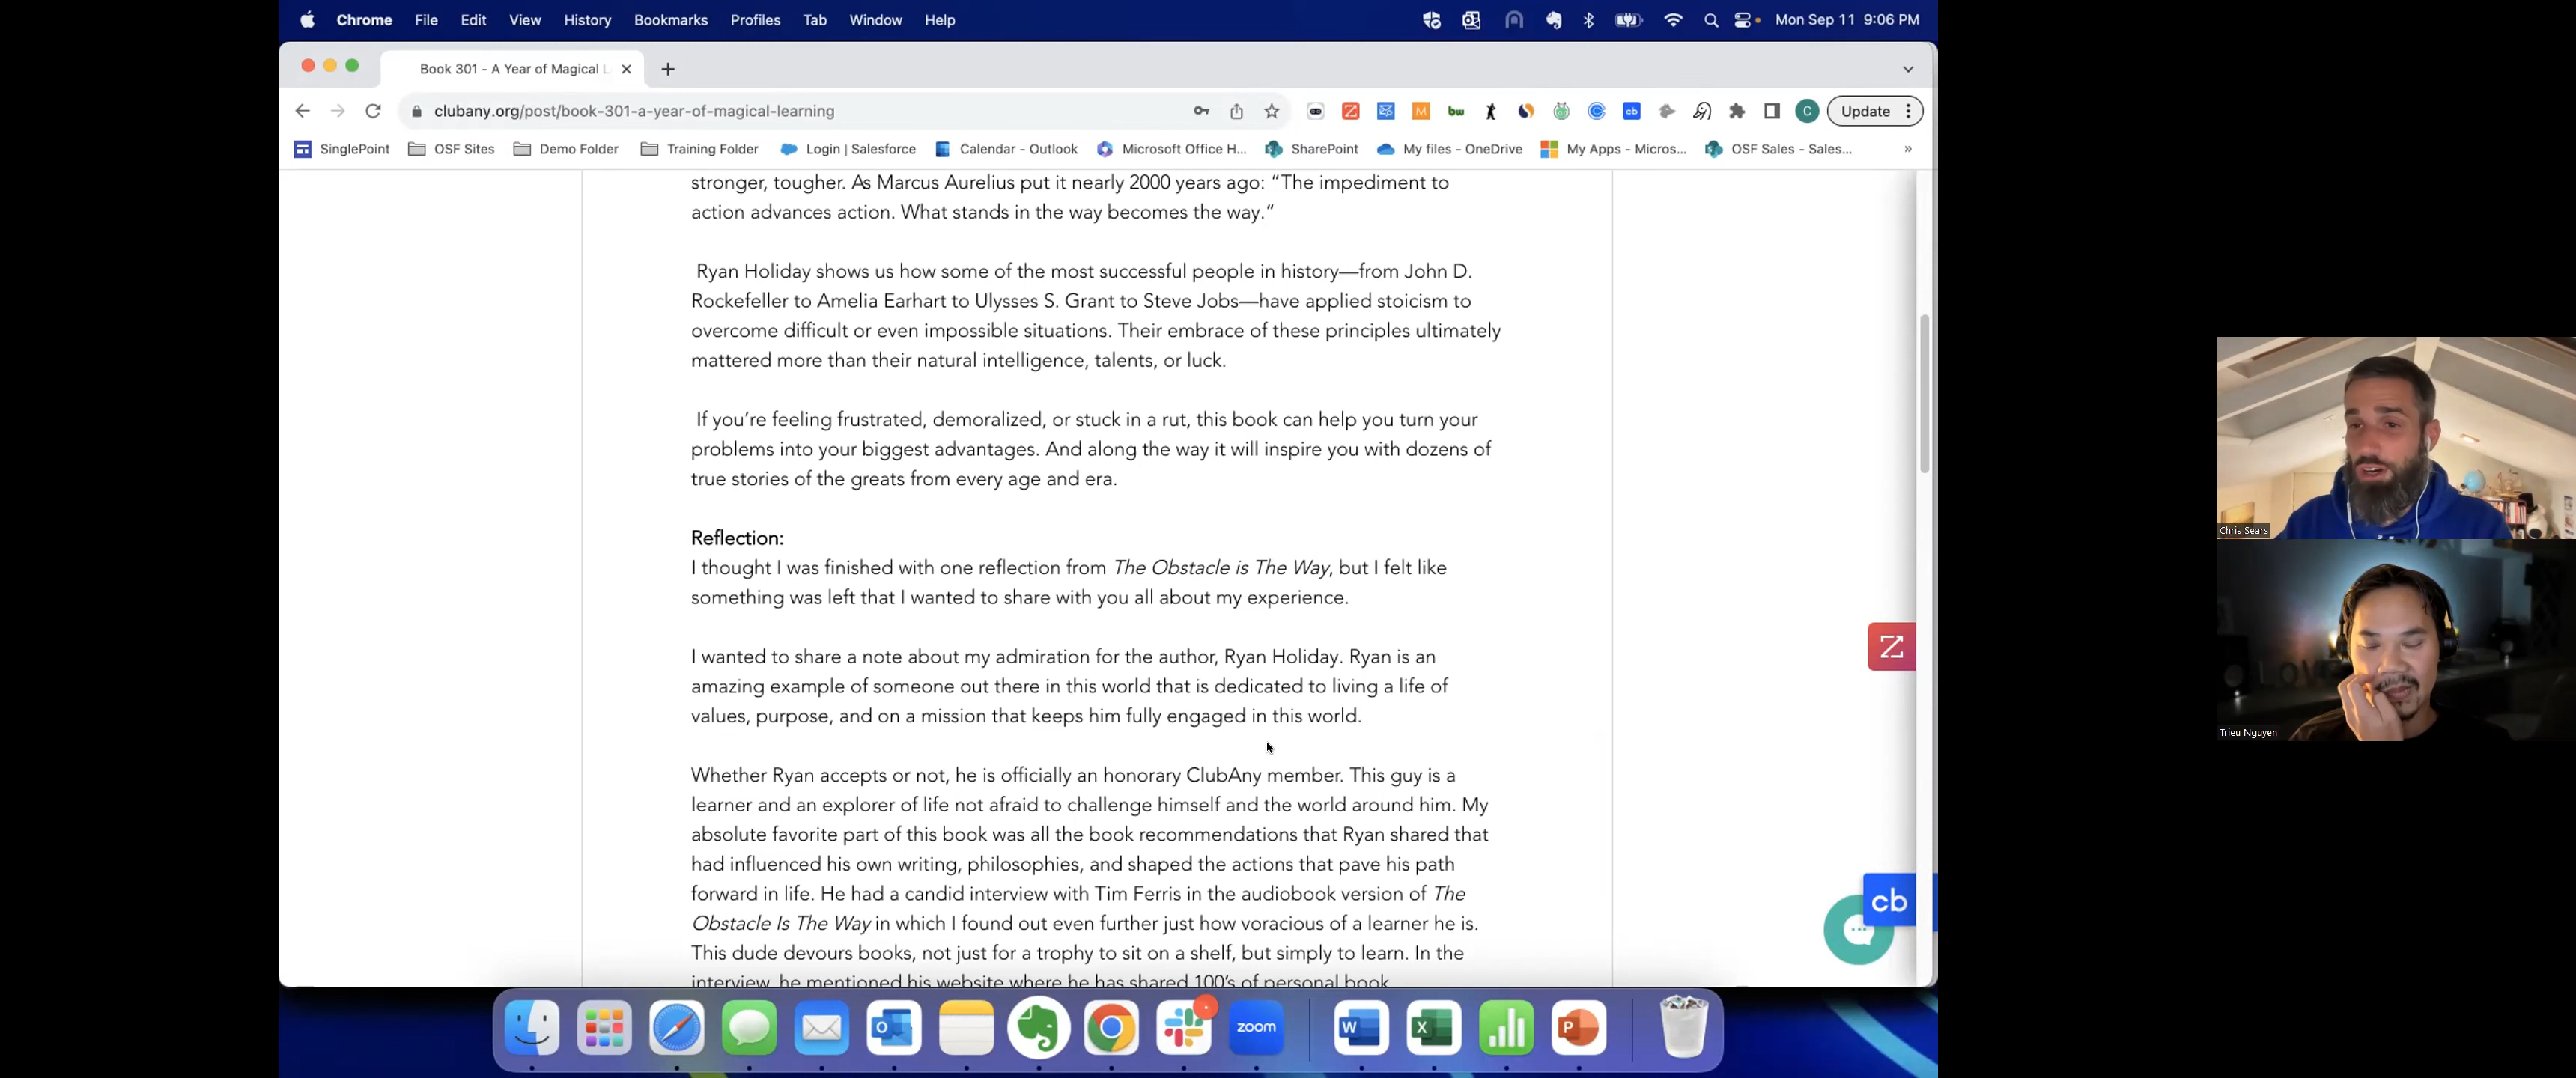 Chrome File Edit View History Bookmarks Profiles Tab Window Help Mon Sep 11 9:06 PM
Book 301 - A Year of Magical L
clubany.org/post/book-301-a-year-of-magical-learning
M bw cb C Update
SinglePoint OSF Sites Demo Folder Training Folder Login | Salesforce Calendar - Outlook Microsoft Office H... SharePoint My files - OneDrive My Apps - Micros... OSF Sales - Sales... »
stronger, tougher. As Marcus Aurelius put it nearly 2000 years ago: “The impediment to
action advances action. What stands in the way becomes the way.”
Ryan Holiday shows us how some of the most successful people in history—from John D.
Rockefeller to Amelia Earhart to Ulysses S. Grant to Steve Jobs—have applied stoicism to
overcome difficult or even impossible situations. Their embrace of these principles ultimately
mattered more than their natural intelligence, talents, or luck.
If you’re feeling frustrated, demoralized, or stuck in a rut, this book can help you turn your
problems into your biggest advantages. And along the way it will inspire you with dozens of
true stories of the greats from every age and era.
Reflection:
I thought I was finished with one reflection from The Obstacle is The Way, but I felt like
something was left that I wanted to share with you all about my experience.
I wanted to share a note about my admiration for the author, Ryan Holiday. Ryan is an
amazing example of someone out there in this world that is dedicated to living a life of
values, purpose, and on a mission that keeps him fully engaged in this world.
Whether Ryan accepts or not, he is officially an honorary ClubAny member. This guy is a
learner and an explorer of life not afraid to challenge himself and the world around him. My
absolute favorite part of this book was all the book recommendations that Ryan shared that
had influenced his own writing, philosophies, and shaped the actions that pave his path
forward in life. He had a candid interview with Tim Ferris in the audiobook version of The
Obstacle Is The Way in which I found out even further just how voracious of a learner he is.
This dude devours books, not just for a trophy to sit on a shelf, but simply to learn. In the
interview, he mentioned his website where he has shared 100’s of personal book
cb
zoom
Chris Sears
Trieu Nguyen